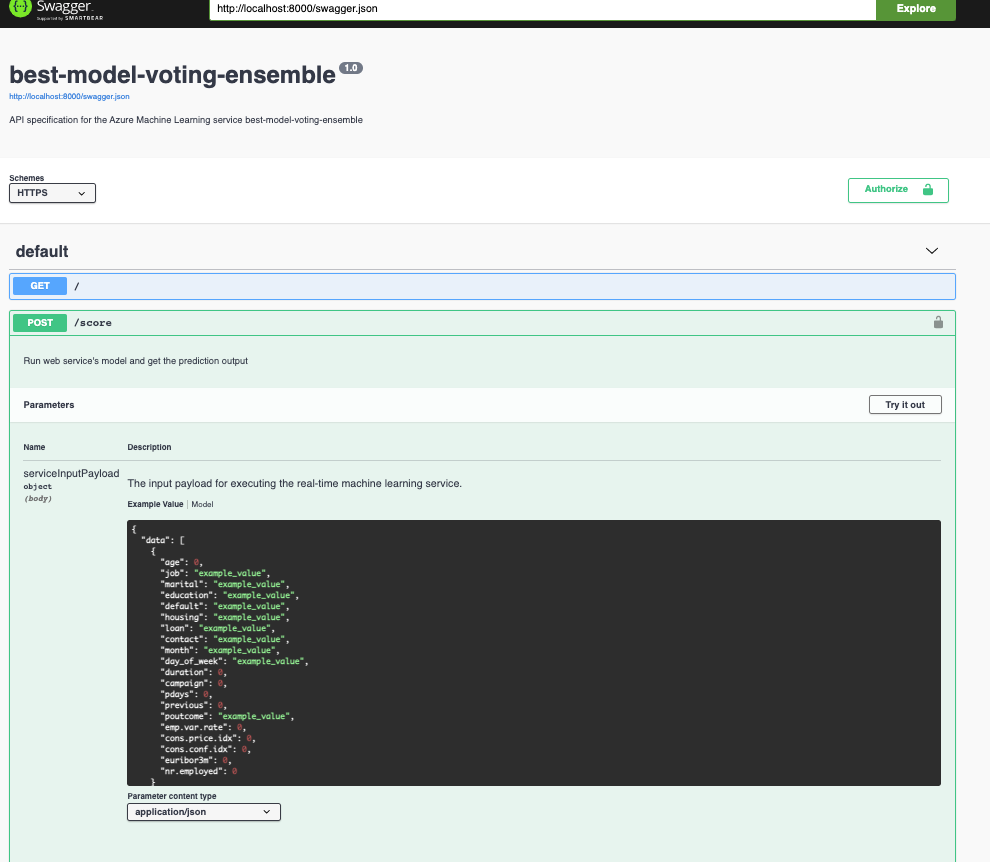 Swagger
Supported by SMARTBEAR
http://localhost:8000/swagger.json
Explore
best-model-voting-ensemble 1.0
http://localhost:8000/swagger.json
API specification for the Azure Machine Learning service best-model-voting-ensemble
Schemes
HTTPS
Authorize
default
GET /
POST /score
Run web service's model and get the prediction output
Parameters
Try it out
Name Description
serviceInputPayload
object
(body)
The input payload for executing the real-time machine learning service.
Example Value | Model
{
"data": [
{
"age": 0,
"job": "example_value",
"marital": "example_value",
"education": "example_value",
"default": "example_value",
"housing": "example_value",
"loan": "example_value",
"contact": "example_value",
"month": "example_value",
"day_of_week": "example_value",
"duration": 0,
"campaign": 0,
"pdays": 0,
"previous": 0,
"poutcome": "example_value",
"emp.var.rate": 0,
"cons.price.idx": 0,
"cons.conf.idx": 0,
"euribor3m": 0,
"nr.employed": 0
}
Parameter content type
application/json